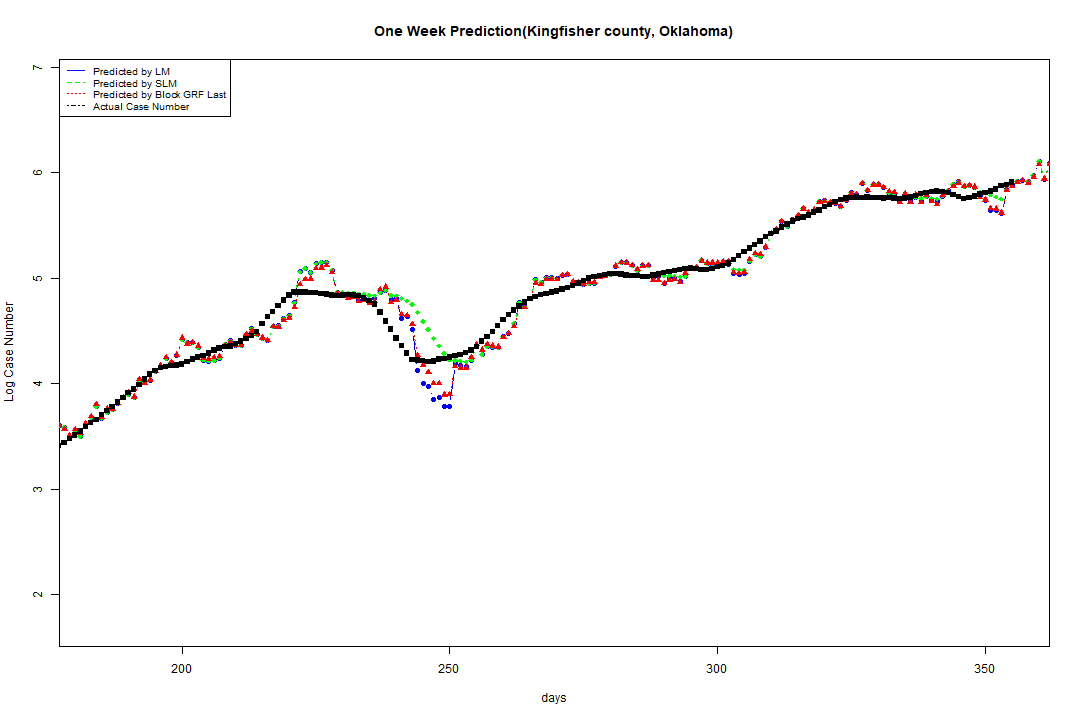 One Week Prediction(Kingfisher county, Oklahoma)
Predicted by LM
Predicted by SLM
Predicted by Block GRF Last
Actual Case Number
7
6
5
4
3
2
Log Case Number
200 250 300 350
days